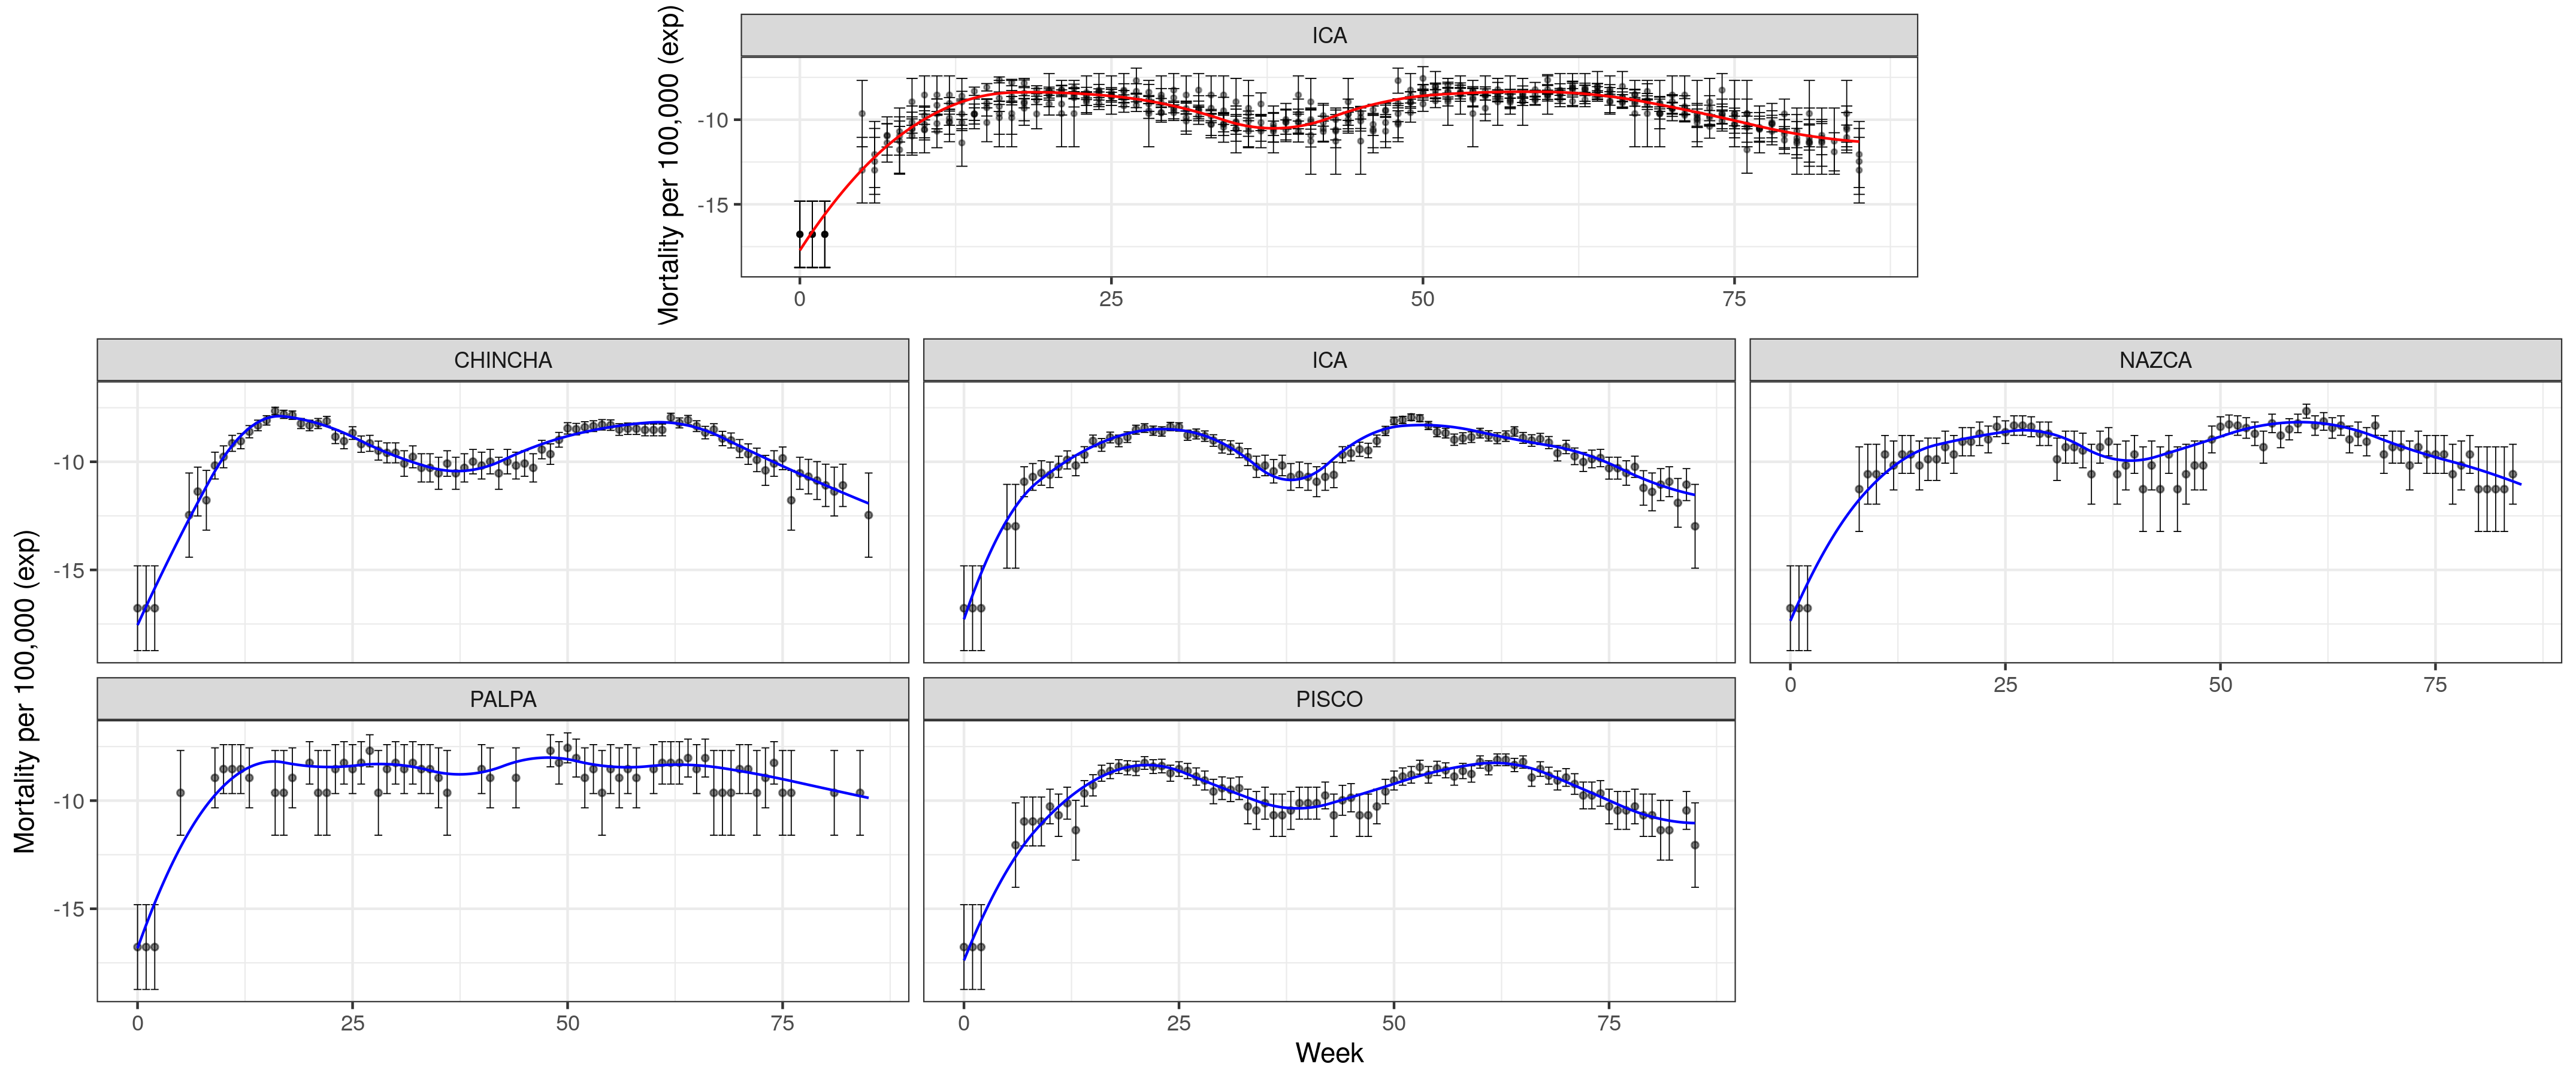 ICA
Mortality per 100,000 (exp)
-10
-15
0 25 50 75
CHINCHA ICA NAZCA
-10
-15
0 25 50 75
PALPA PISCO
Mortality per 100,000 (exp)
-10
-15
0 25 50 75 0 25 50 75
Week